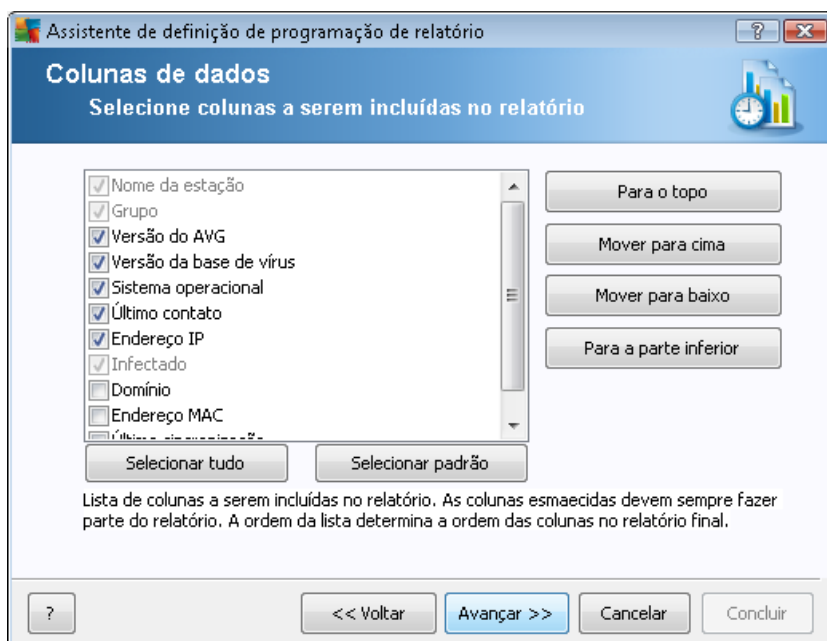 Assistente de definição de programação de relatório
Colunas de dados
Selecione colunas a serem incluídas no relatório
Nome da estação
Grupo
Versão do AVG
Versão da base de vírus
Sistema operacional
Último contato
Endereço IP
Infectado
Domínio
Endereço MAC
Para o topo
Mover para cima
Mover para baixo
Para a parte inferior
Selecionar tudo
Selecionar padrão
Lista de colunas a serem incluídas no relatório. As colunas esmaecidas devem sempre fazer
parte do relatório. A ordem da lista determina a ordem das colunas no relatório final.
?
<< Voltar
Avançar >>
Cancelar
Concluir